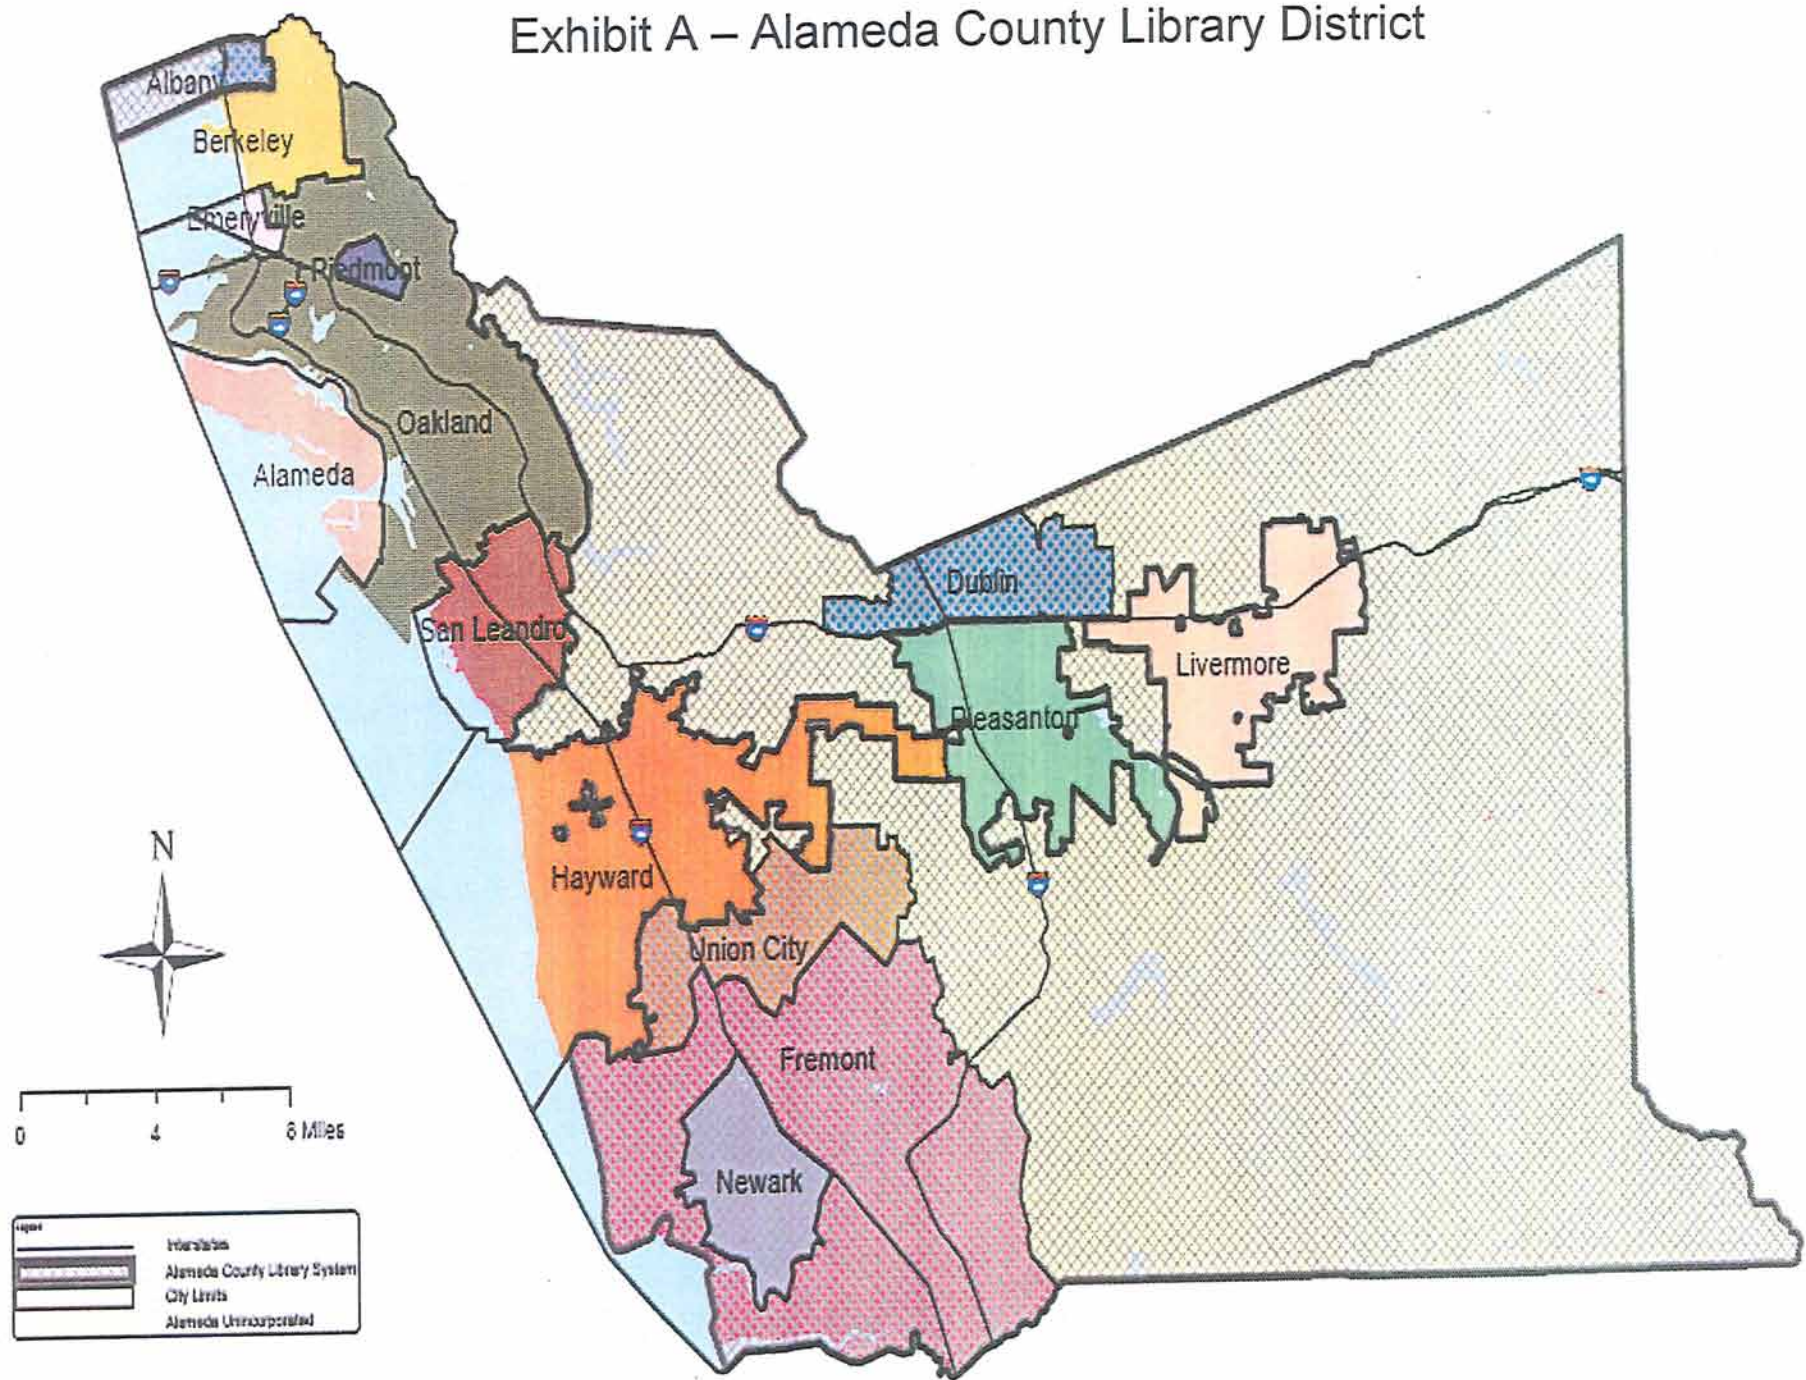 Exhibit A – Alameda County Library District
Albany
Berkeley
Emeryville
Piedmont
Oakland
Alameda
Dublin
San Leandro
Livermore
Pleasanton
N
Hayward
Union City
Fremont
0 4 8 Miles
Newark
Legend
Interstates
Alameda County Library System
City Limits
Alameda Unincorporated